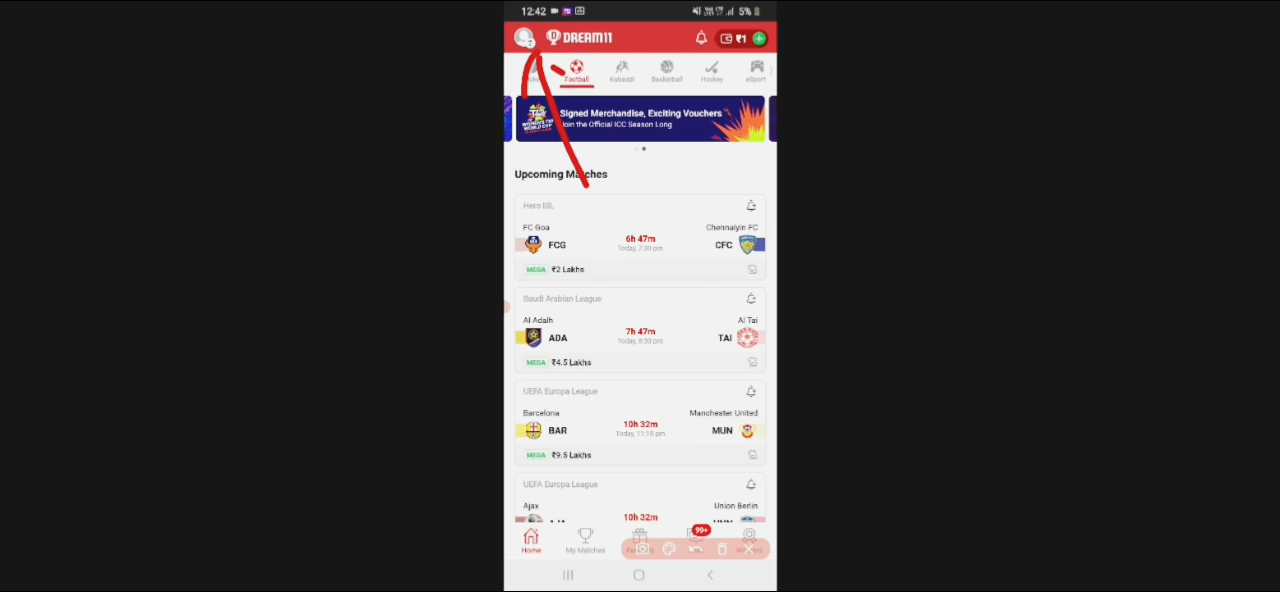 12:42 5%
DREAM11 ₹1
Football Kabaddi Basketball Hockey eSport
Signed Merchandise, Exciting Vouchers
Join the Official ICC Season Long
Upcoming Matches
Hero ISL
FC Goa Chennaiyin FC
FCG 6h 47m CFC
Today, 7:30 pm
MEGA ₹2 Lakhs
Saudi Arabian League
Al Adalh Al Tai
ADA 7h 47m TAI
Today, 8:30 pm
MEGA ₹4.5 Lakhs
UEFA Europa League
Barcelona Manchester United
BAR 10h 32m MUN
Today, 11:15 pm
MEGA ₹9.5 Lakhs
UEFA Europa League
Ajax Union Berlin
10h 32m
99+
Home My Matches